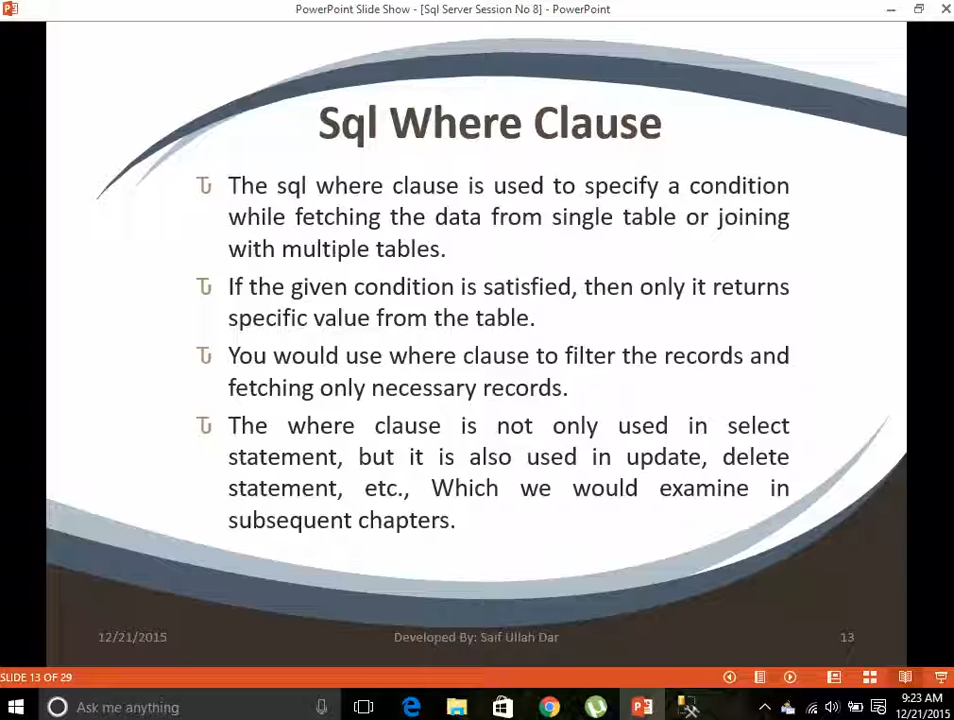 PowerPoint Slide Show - [Sql Server Session No 8] - PowerPoint
Sql Where Clause
The sql where clause is used to specify a condition
while fetching the data from single table or joining
with multiple tables.
If the given condition is satisfied, then only it returns
specific value from the table.
You would use where clause to filter the records and
fetching only necessary records.
The where clause is not only used in select
statement, but it is also used in update, delete
statement, etc., Which we would examine in
subsequent chapters.
12/21/2015 Developed By: Saif Ullah Dar 13
SLIDE 13 OF 29
Ask me anything
9:23 AM
12/21/2015